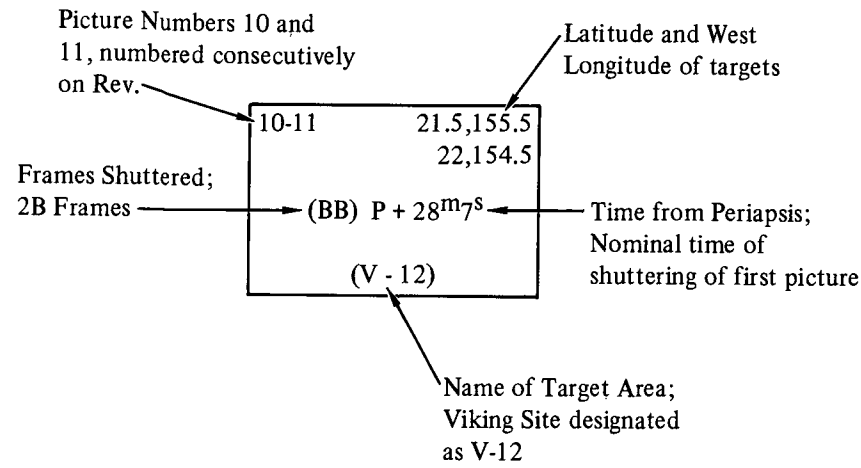 Picture Numbers 10 and
11, numbered consecutively
on Rev.
Latitude and West
Longitude of targets
10-11 21.5,155.5
22,154.5
Frames Shuttered;
2B Frames
(BB) P + 28ᵐ7ˢ
Time from Periapsis;
Nominal time of
shuttering of first picture
(V - 12)
Name of Target Area;
Viking Site designated
as V-12